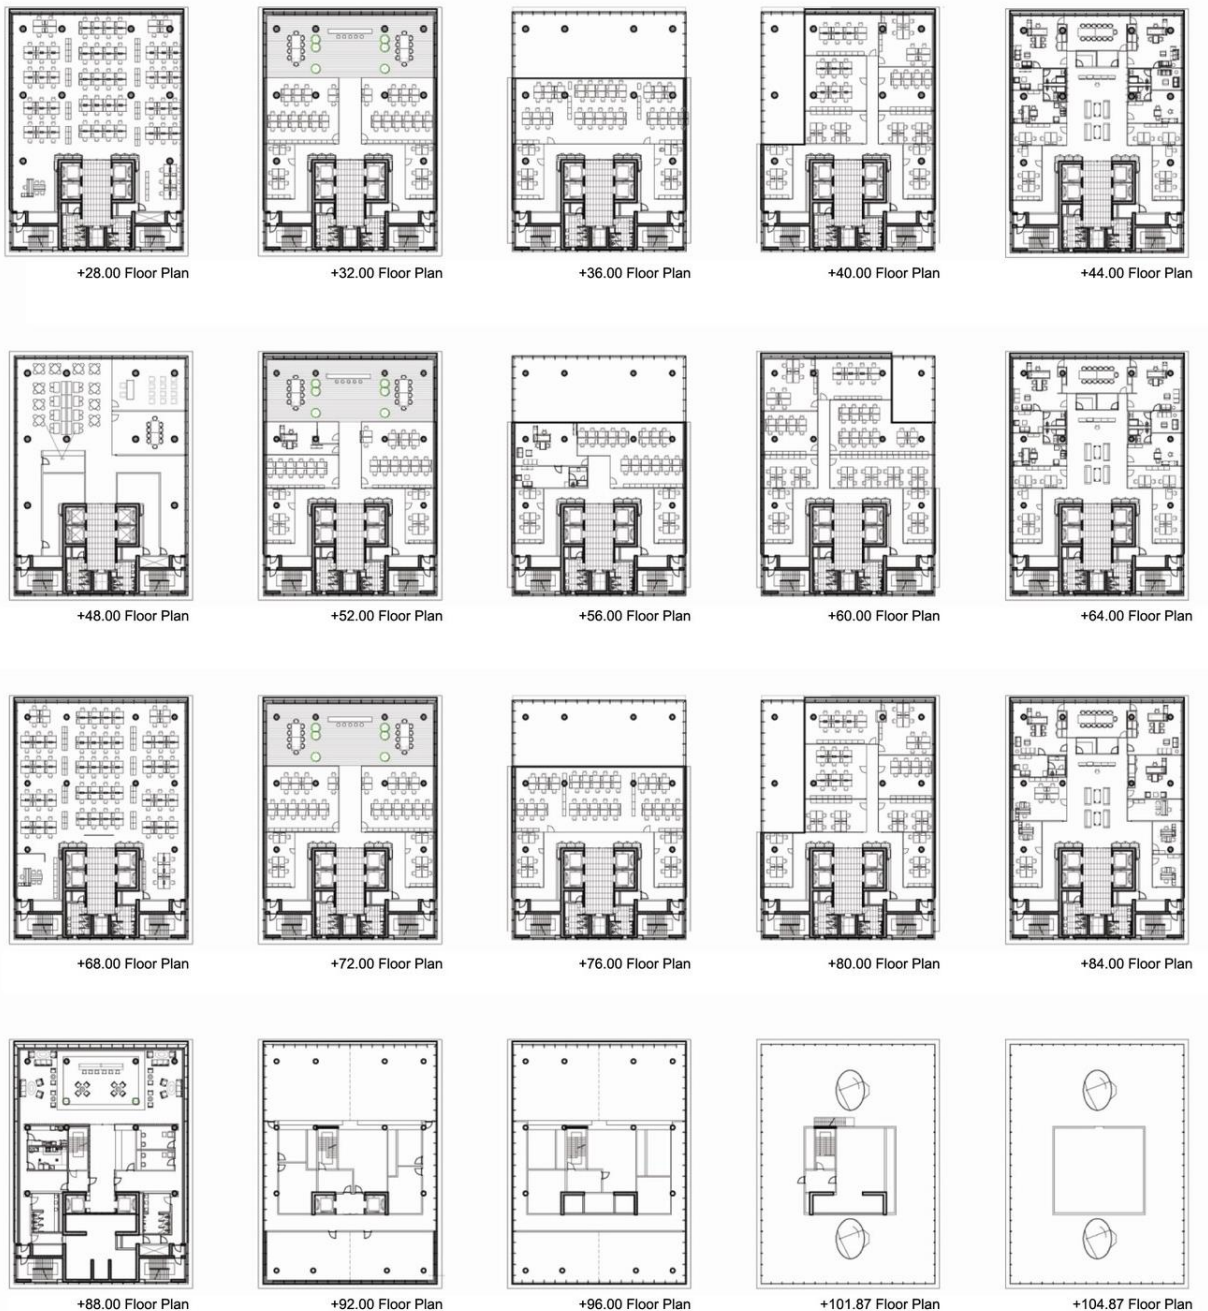 +28.00 Floor Plan
+32.00 Floor Plan
+36.00 Floor Plan
+40.00 Floor Plan
+44.00 Floor Plan
+48.00 Floor Plan
+52.00 Floor Plan
+56.00 Floor Plan
+60.00 Floor Plan
+64.00 Floor Plan
+68.00 Floor Plan
+72.00 Floor Plan
+76.00 Floor Plan
+80.00 Floor Plan
+84.00 Floor Plan
+88.00 Floor Plan
+92.00 Floor Plan
+96.00 Floor Plan
+101.87 Floor Plan
+104.87 Floor Plan